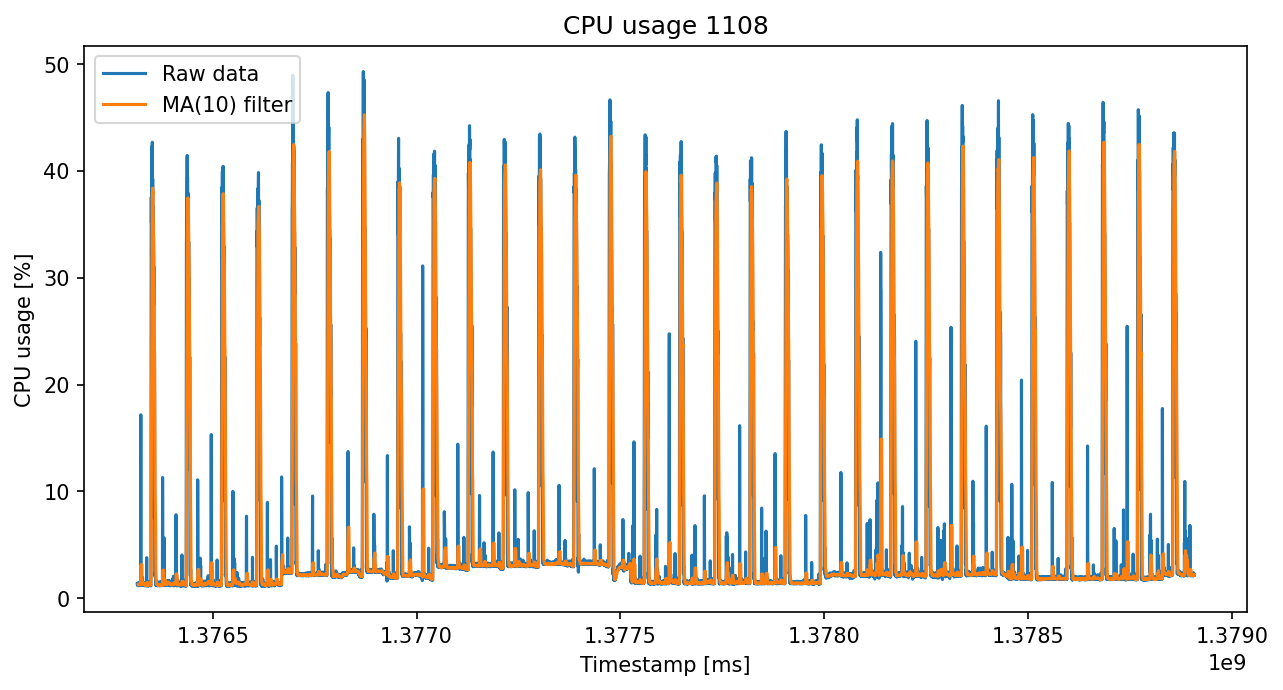 CPU usage 1108
Raw data
MA(10) filter
CPU usage [%]
50
40
30
20
10
0
1.3765 1.3770 1.3775 1.3780 1.3785 1.3790
1e9
Timestamp [ms]